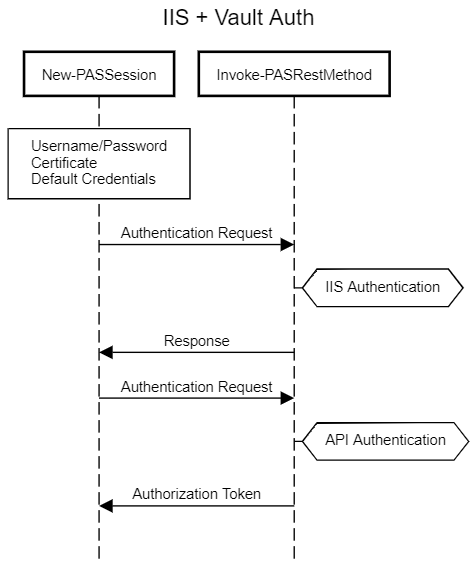 IIS + Vault Auth
New-PASSession
Invoke-PASRestMethod
Username/Password
Certificate
Default Credentials
Authentication Request
IIS Authentication
Response
Authentication Request
API Authentication
Authorization Token